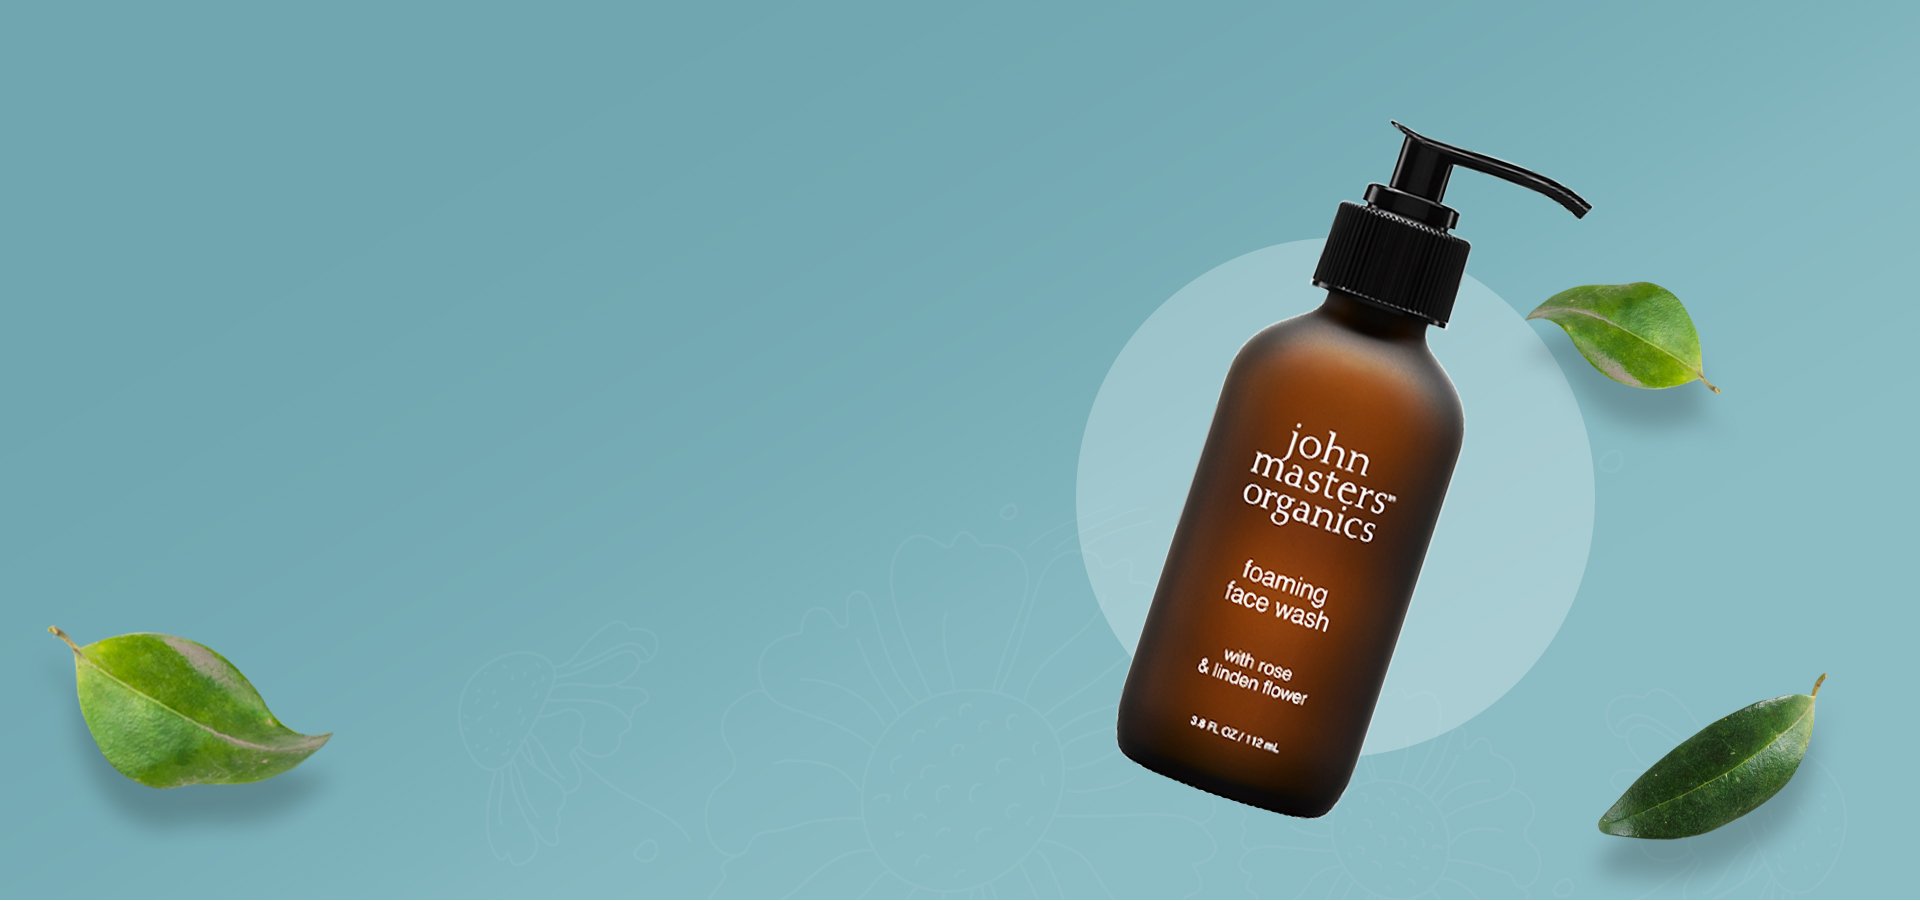 john
masters™
organics
foaming
face wash
with rose
& linden flower
3.8 FL OZ / 112 mL